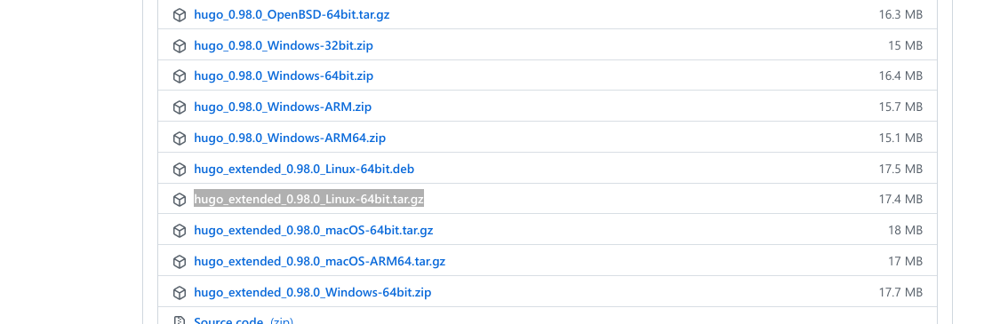 hugo_0.98.0_OpenBSD-64bit.tar.gz 16.3 MB
hugo_0.98.0_Windows-32bit.zip 15 MB
hugo_0.98.0_Windows-64bit.zip 16.4 MB
hugo_0.98.0_Windows-ARM.zip 15.7 MB
hugo_0.98.0_Windows-ARM64.zip 15.1 MB
hugo_extended_0.98.0_Linux-64bit.deb 17.5 MB
hugo_extended_0.98.0_Linux-64bit.tar.gz 17.4 MB
hugo_extended_0.98.0_macOS-64bit.tar.gz 18 MB
hugo_extended_0.98.0_macOS-ARM64.tar.gz 17 MB
hugo_extended_0.98.0_Windows-64bit.zip 17.7 MB
Source code (zip)